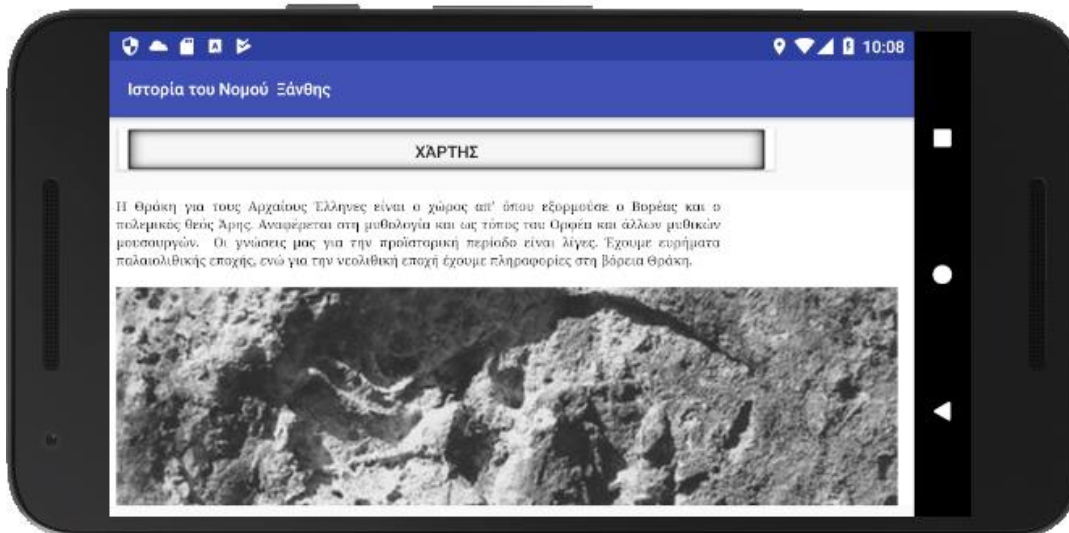 10:08
Ιστορία του Νομού Ξάνθης
ΧΆΡΤΗΣ
Η Θράκη για τους Αρχαίους Έλληνες είναι ο χώρος απ' όπου εξορμούσε ο Βορέας και ο
πολεμικός θεός Άρης. Αναφέρεται στη μυθολογία και ως τόπος του Ορφέα και άλλων μυθικών
μουσουργών. Οι γνώσεις μας για την προϊστορική περίοδο είναι λίγες. Έχουμε ευρήματα
παλαιολιθικής εποχής, ενώ για την νεολιθική εποχή έχουμε πληραφορίες στη βόρεια Θράκη.